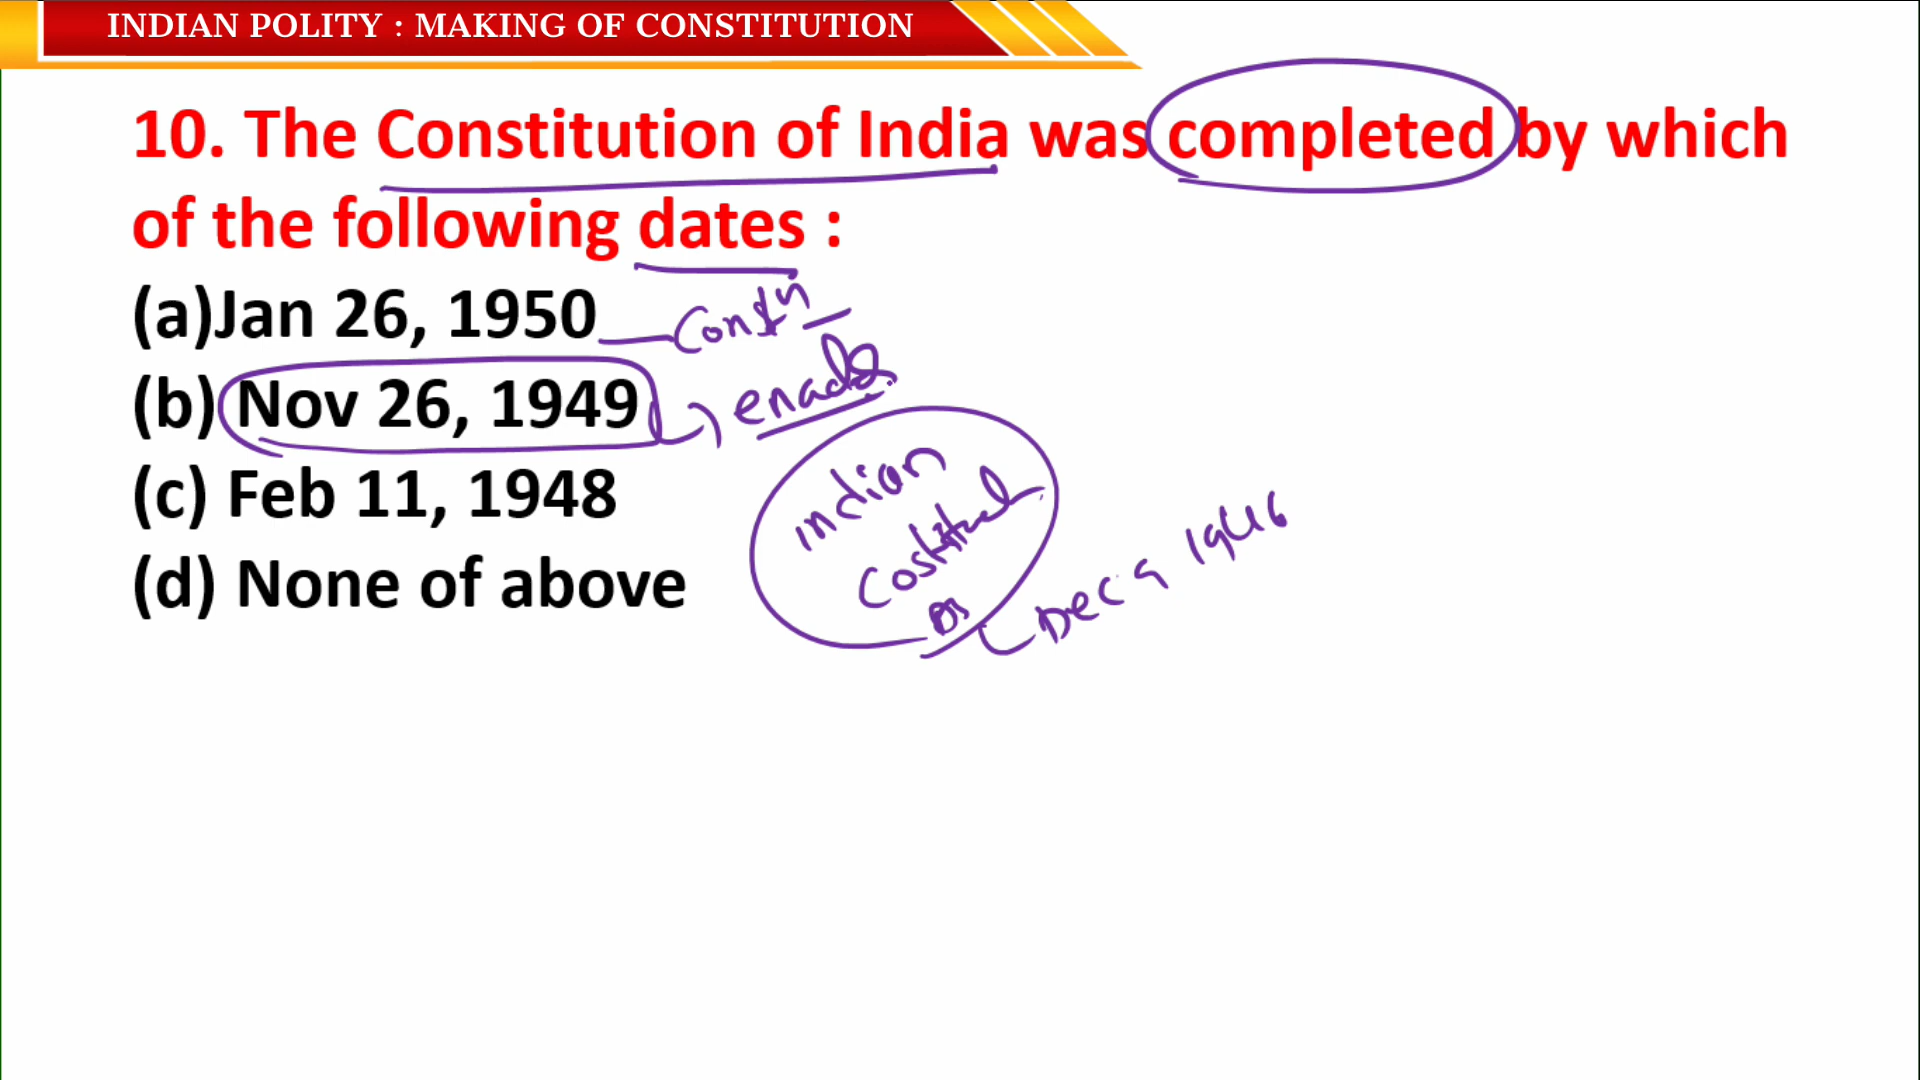 INDIAN POLITY : MAKING OF CONSTITUTION
10. The Constitution of India was completed by which
of the following dates :
(a)Jan 26, 1950
Constn
(b) Nov 26, 1949
(c) Feb 11, 1948
indian
Dec 9 1946
(d) None of above